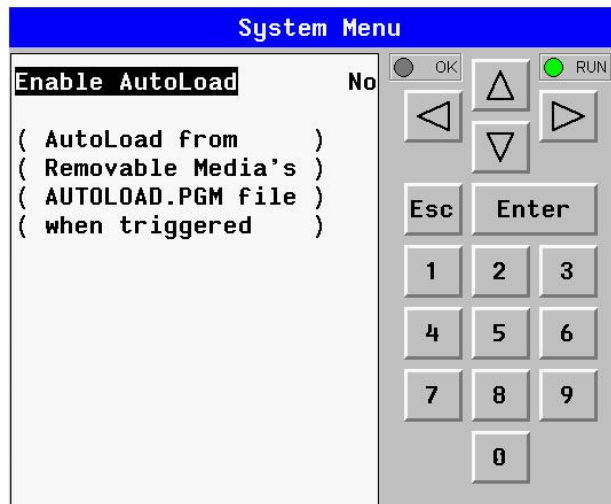 System Menu
Enable AutoLoad No
( AutoLoad from )
( Removable Media's )
( AUTOLOAD.PGM file )
( when triggered )
OK
RUN
Esc
Enter
1 2 3
4 5 6
7 8 9
0